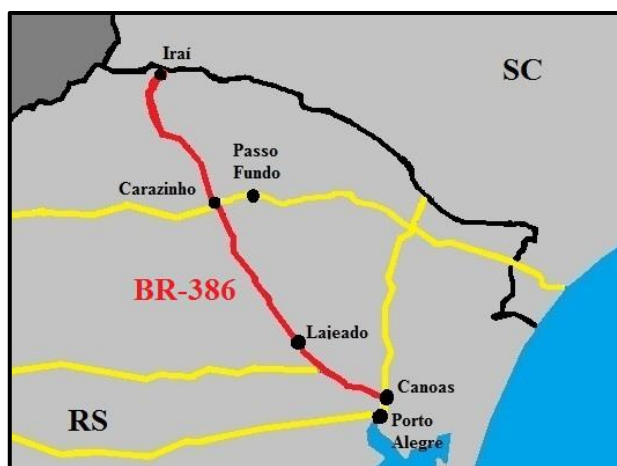 Iraí
SC
Passo
Fundo
Carazinho
BR-386
Lajeado
Canoas
RS
Porto
Alegre